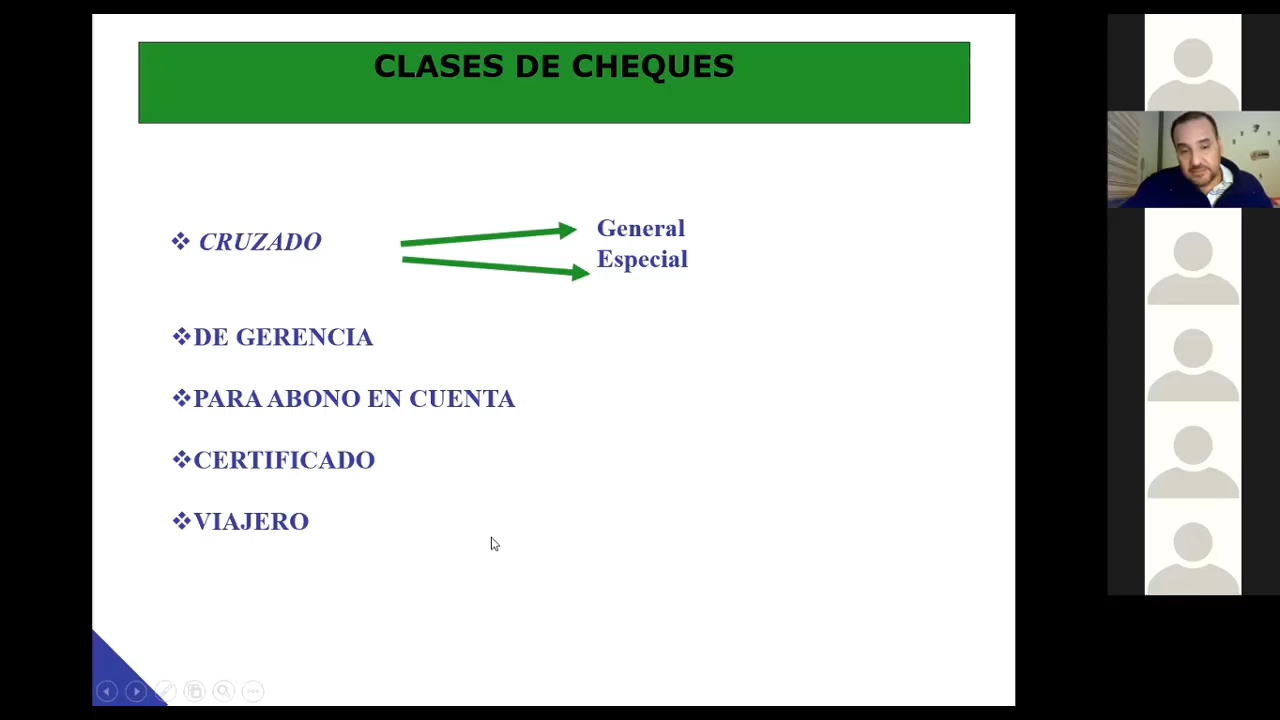 CLASES DE CHEQUES
CRUZADO
General
Especial
DE GERENCIA
PARA ABONO EN CUENTA
CERTIFICADO
VIAJERO